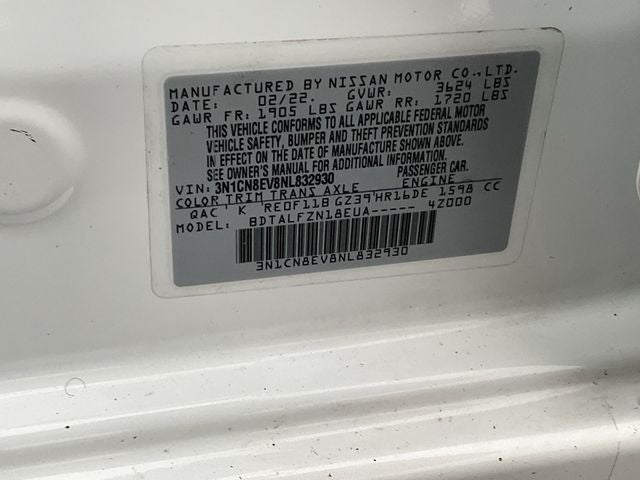 MANUFACTURED BY NISSAN MOTOR CO.,LTD.
DATE: 02/22. GVWR: 3624 LBS
GAWR FR: 1905 LBS GAWR RR: 1720 LBS
THIS VEHICLE CONFORMS TO ALL APPLICABLE FEDERAL MOTOR
VEHICLE SAFETY, BUMPER AND THEFT PREVENTION STANDARDS
IN EFFECT ON THE DATE OF MANUFACTURE SHOWN ABOVE.
SEE OWNER'S MANUAL FOR ADDITIONAL INFORMATION.
VIN: 3N1CN8EV8NL832930 PASSENGER CAR.
COLOR TRIM TRANS AXLE ENGINE
QAC K RE0F11B GZ39 HR16DE 1598 CC
MODEL: BDTALFZN18EUA----- 4Z000
3N1CN8EV8NL832930